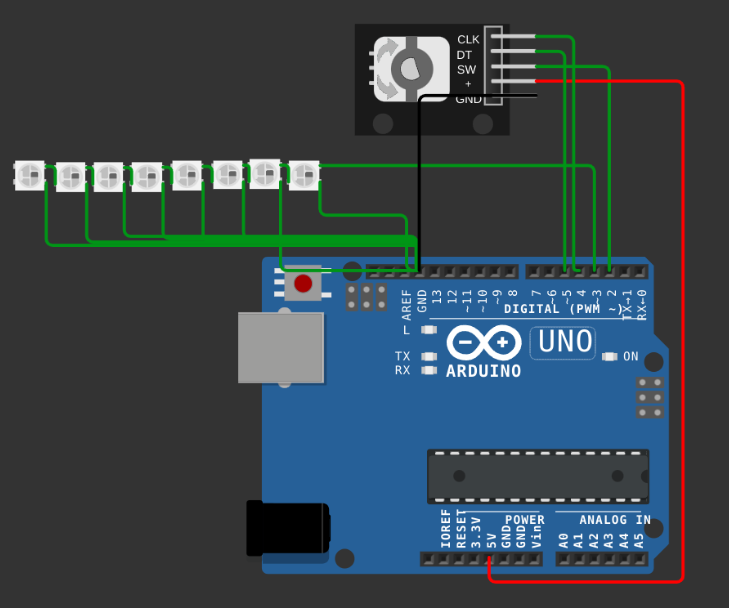 CLK
DT
SW
+
GND
AREF
GND
13
12
~11
~10
~9
8
7
~6
~5
4
~3
2
TX→1
RX←0
DIGITAL (PWM ~)
L
TX
RX
UNO
ON
ARDUINO
IOREF
RESET
3.3V
5V
GND
GND
Vin
POWER
ANALOG IN
A0
A1
A2
A3
A4
A5